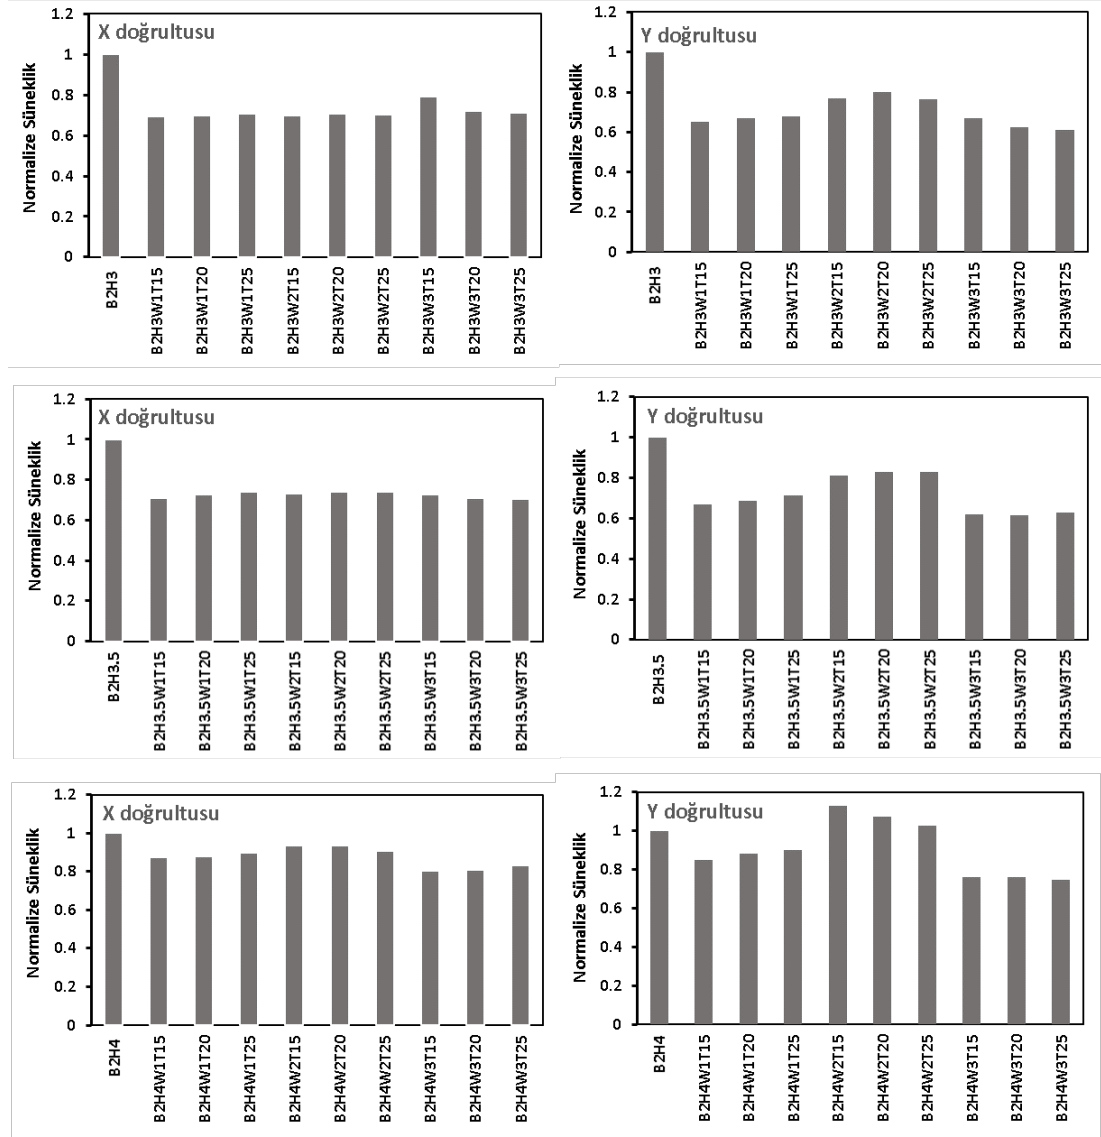 X doğrultusu
Normalize Süneklik
1.2
1
0.8
0.6
0.4
0.2
0
B2H3
B2H3W1T15
B2H3W1T20
B2H3W1T25
B2H3W2T15
B2H3W2T20
B2H3W2T25
B2H3W3T15
B2H3W3T20
B2H3W3T25
Y doğrultusu
Normalize Süneklik
1.2
1
0.8
0.6
0.4
0.2
0
B2H3
B2H3W1T15
B2H3W1T20
B2H3W1T25
B2H3W2T15
B2H3W2T20
B2H3W2T25
B2H3W3T15
B2H3W3T20
B2H3W3T25
X doğrultusu
Normalize Süneklik
1.2
1
0.8
0.6
0.4
0.2
0
B2H3.5
B2H3.5W1T15
B2H3.5W1T20
B2H3.5W1T25
B2H3.5W2T15
B2H3.5W2T20
B2H3.5W2T25
B2H3.5W3T15
B2H3.5W3T20
B2H3.5W3T25
Y doğrultusu
Normalize Süneklik
1.2
1
0.8
0.6
0.4
0.2
0
B2H3.5
B2H3.5W1T15
B2H3.5W1T20
B2H3.5W1T25
B2H3.5W2T15
B2H3.5W2T20
B2H3.5W2T25
B2H3.5W3T15
B2H3.5W3T20
B2H3.5W3T25
X doğrultusu
Normalize Süneklik
1.2
1
0.8
0.6
0.4
0.2
0
B2H4
B2H4W1T15
B2H4W1T20
B2H4W1T25
B2H4W2T15
B2H4W2T20
B2H4W2T25
B2H4W3T15
B2H4W3T20
B2H4W3T25
Y doğrultusu
Normalize Süneklik
1.2
1
0.8
0.6
0.4
0.2
0
B2H4
B2H4W1T15
B2H4W1T20
B2H4W1T25
B2H4W2T15
B2H4W2T20
B2H4W2T25
B2H4W3T15
B2H4W3T20
B2H4W3T25